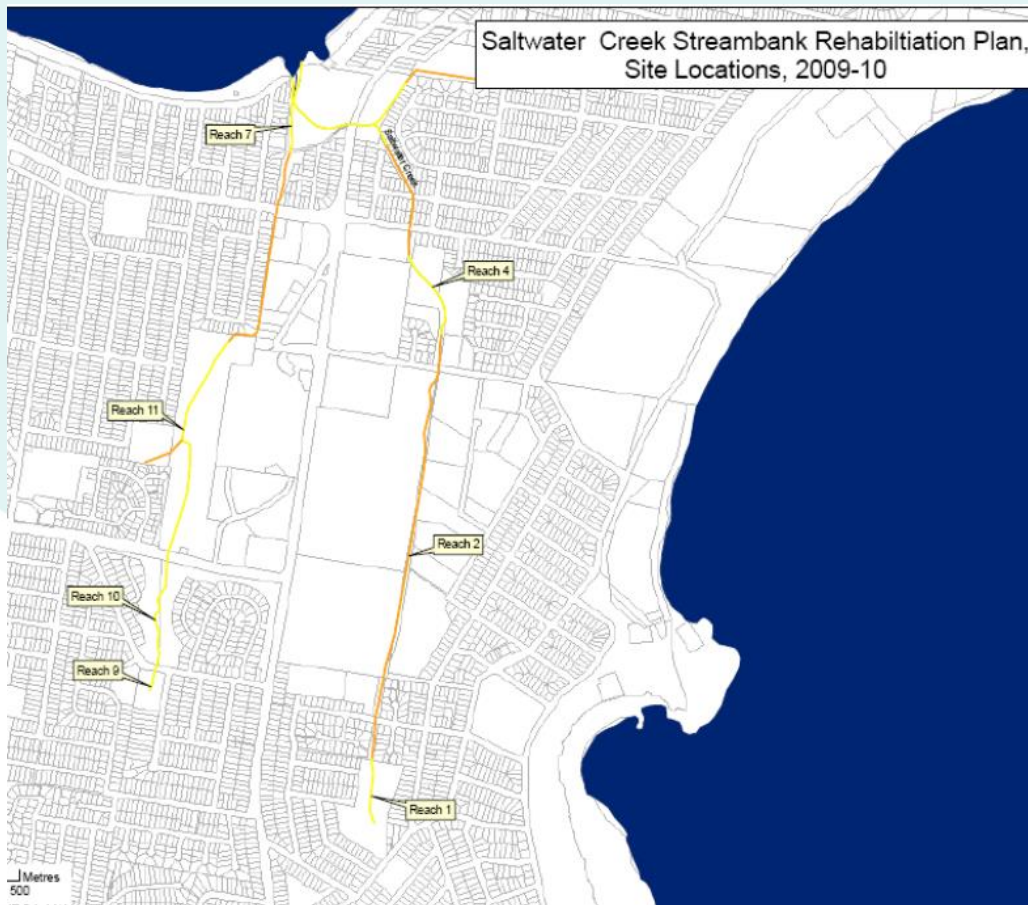 Saltwater Creek Streambank Rehabiltiation Plan,
Site Locations, 2009-10
Reach 7
Saltwater Creek
Reach 4
Reach 11
Reach 2
Reach 10
Reach 9
Reach 1
Metres
500